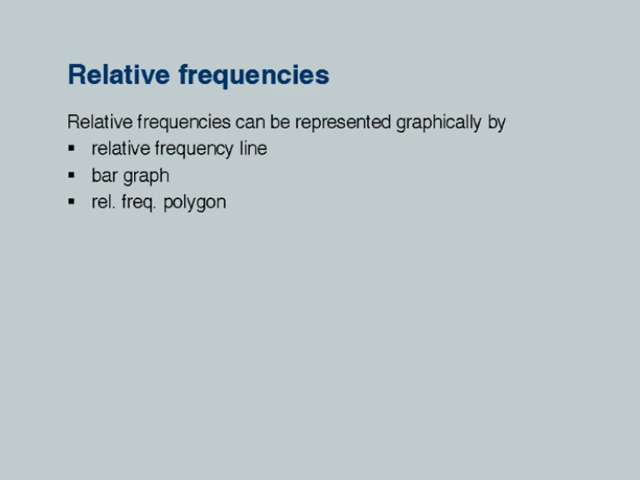 Relative frequencies
Relative frequencies can be represented graphically by
▪ relative frequency line
▪ bar graph
▪ rel. freq. polygon